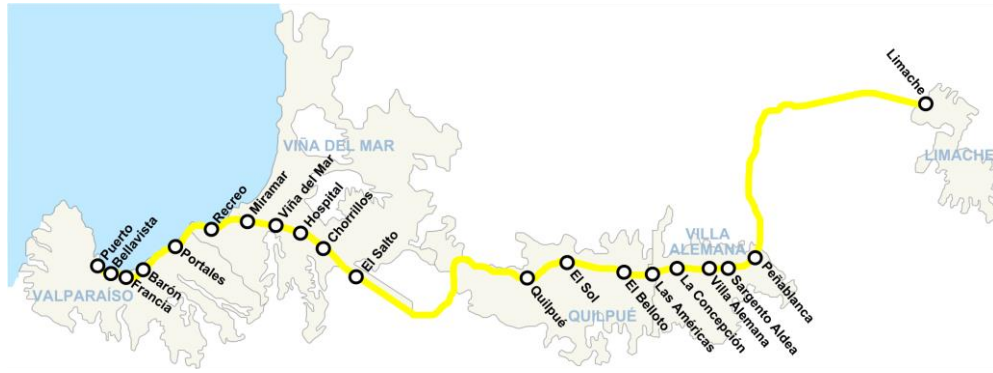 Limache
LIMACHE
VIÑA DEL MAR
Puerto
Bellavista
Francia
Barón
Portales
Recreo
Miramar
Viña del Mar
Hospital
Chorrillos
El Salto
VALPARAÍSO
Quilpué
El Sol
El Belloto
QUILPUÉ
Las Américas
La Concepción
VILLA
ALEMANA
Villa Alemana
Sargento Aldea
Peñablanca